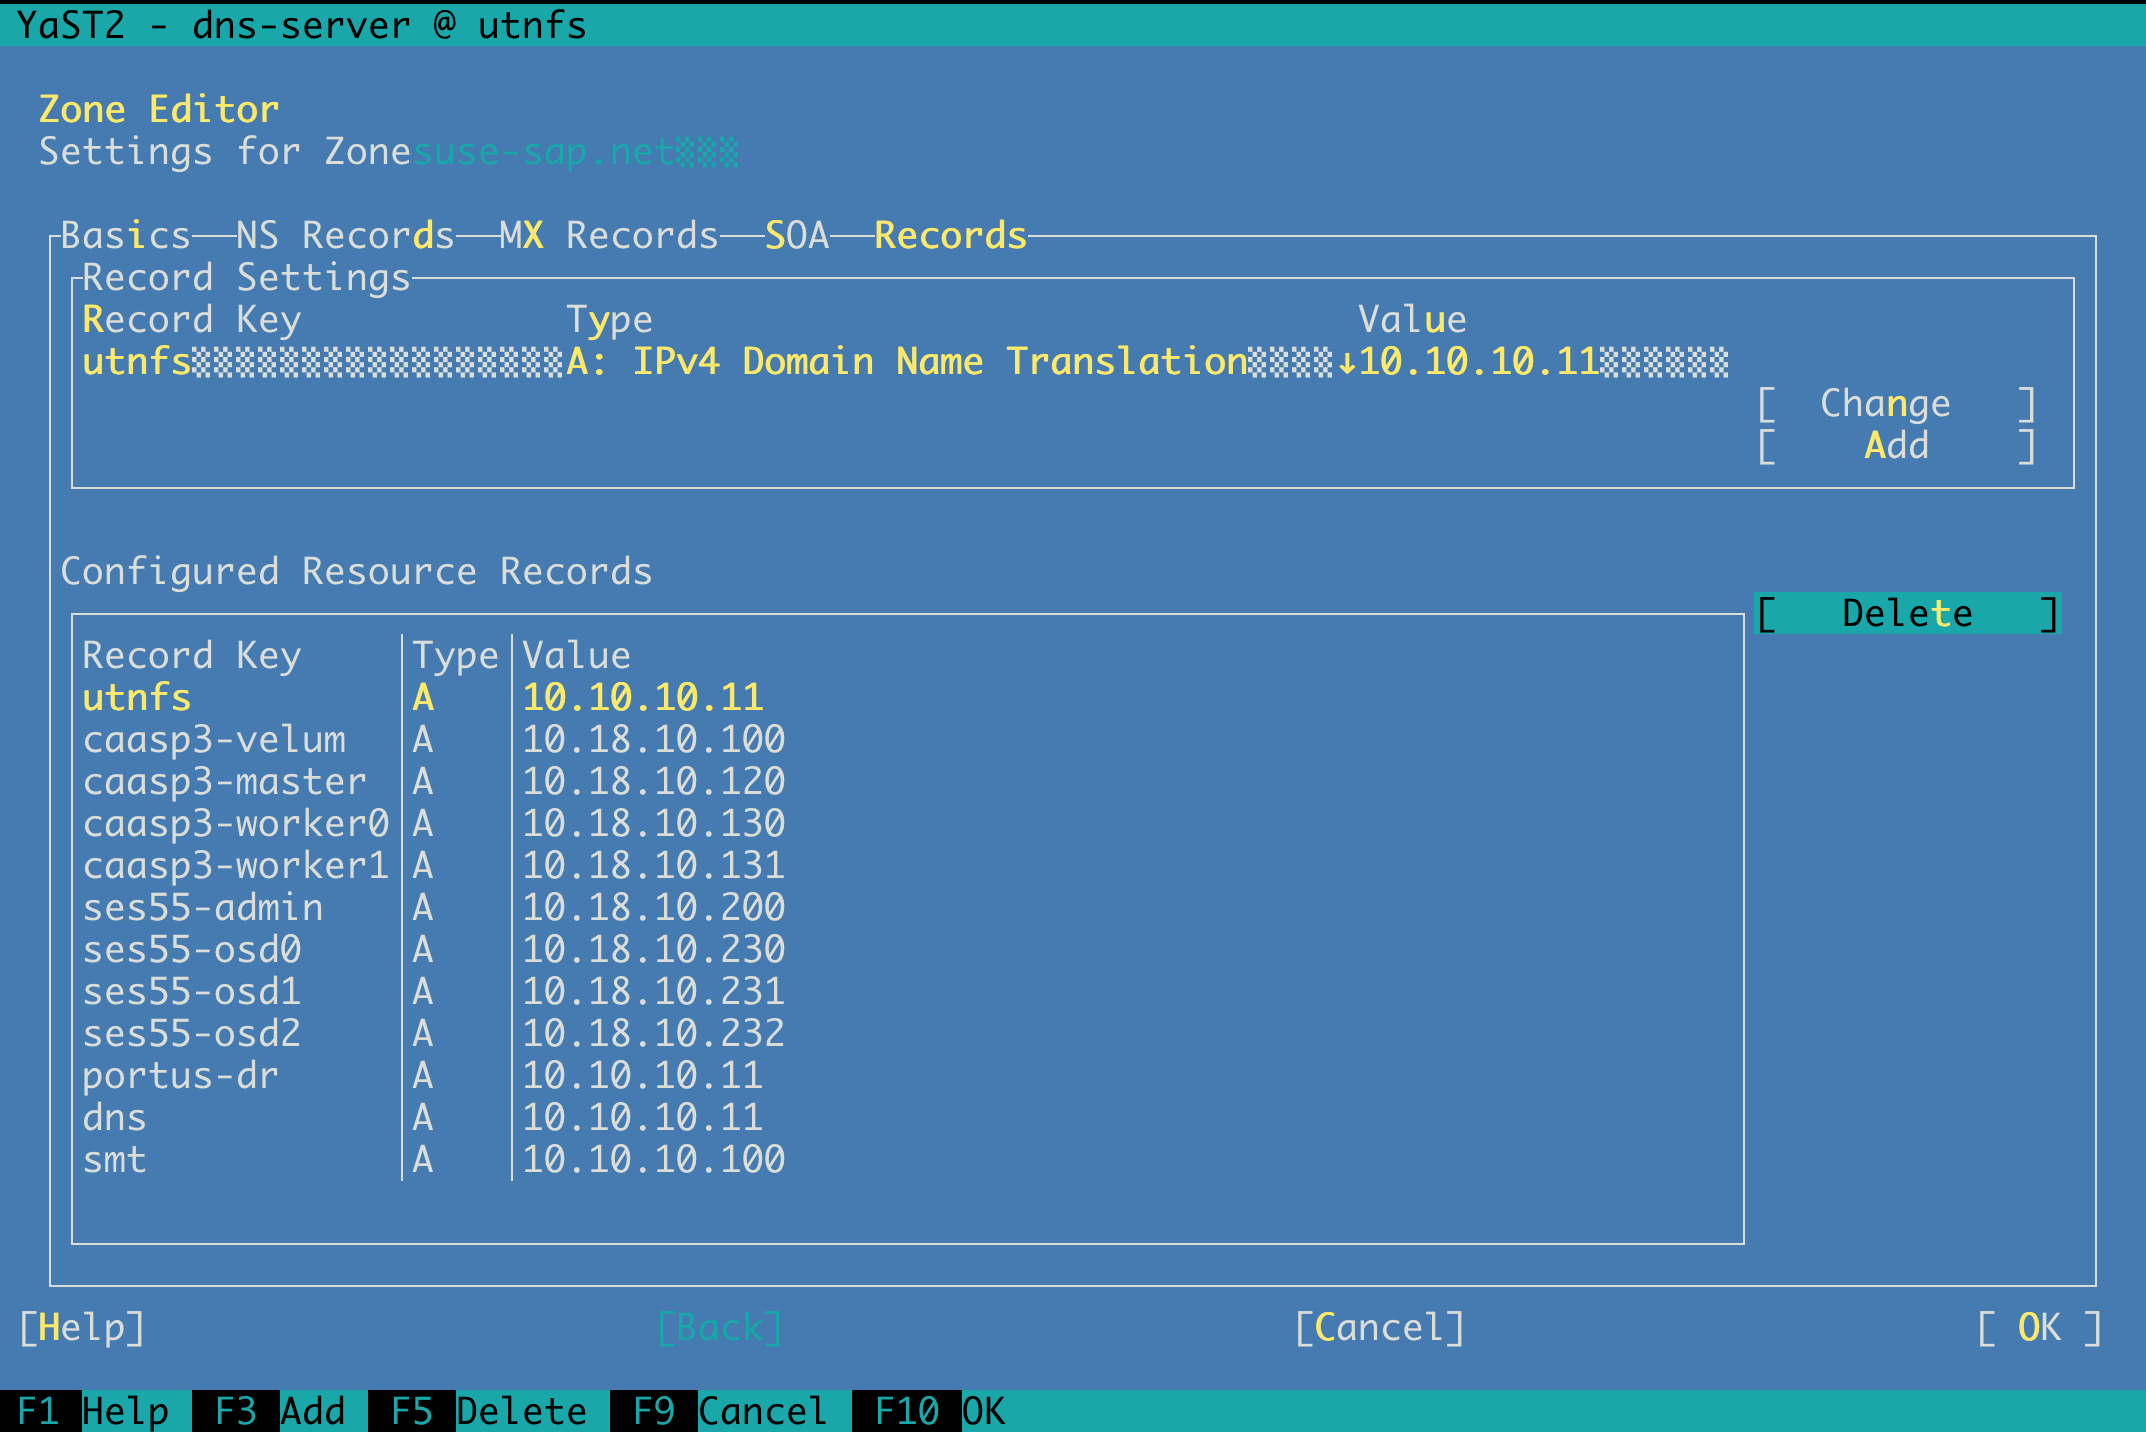 YaST2 - dns-server @ utnfs
Zone Editor
Settings for Zonesuse-sap.net
Basics NS Records MX Records SOA Records
Record Settings
Record Key Type Value
utnfs A: IPv4 Domain Name Translation ↓10.10.10.11
[ Change ]
[ Add ]
Configured Resource Records
[ Delete ]
Record Key Type Value
utnfs A 10.10.10.11
caasp3-velum A 10.18.10.100
caasp3-master A 10.18.10.120
caasp3-worker0 A 10.18.10.130
caasp3-worker1 A 10.18.10.131
ses55-admin A 10.18.10.200
ses55-osd0 A 10.18.10.230
ses55-osd1 A 10.18.10.231
ses55-osd2 A 10.18.10.232
portus-dr A 10.10.10.11
dns A 10.10.10.11
smt A 10.10.10.100
[Help] [Back] [Cancel] [ OK ]
F1 Help F3 Add F5 Delete F9 Cancel F10 OK